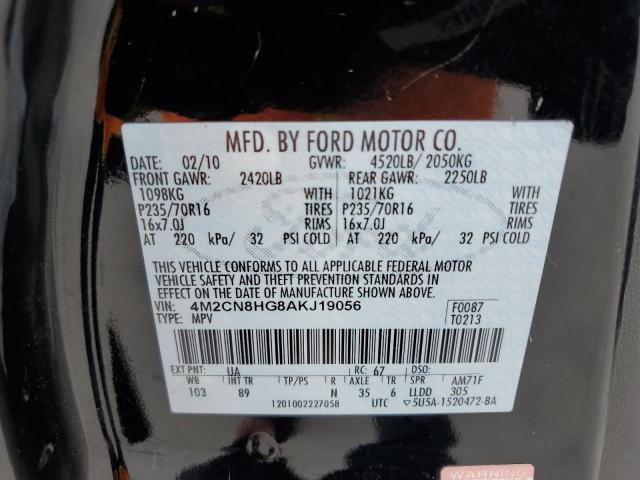 MFD. BY FORD MOTOR CO.
DATE: 02/10 GVWR: 4520LB/ 2050KG
FRONT GAWR: 2420LB REAR GAWR: 2250LB
1098KG WITH 1021KG WITH
P235/70R16 TIRES P235/70R16 TIRES
16x7.0J RIMS 16x7.0J RIMS
AT 220 kPa/ 32 PSI COLD AT 220 kPa/ 32 PSI COLD
THIS VEHICLE CONFORMS TO ALL APPLICABLE FEDERAL MOTOR
VEHICLE SAFETY AND THEFT PREVENTION STANDARDS IN
EFFECT ON THE DATE OF MANUFACTURE SHOWN ABOVE.
VIN: 4M2CN8HG8AKJ19056 F0087
TYPE: MPV T0213
EXT PNT: UA RC: 67 DSO:
WB INT TR TP/PS R AXLE TR SPR AM71F
103 89 N 35 6 LLDD 305
1201002227058 UTC 5U5A-1520472-BA
WARNING